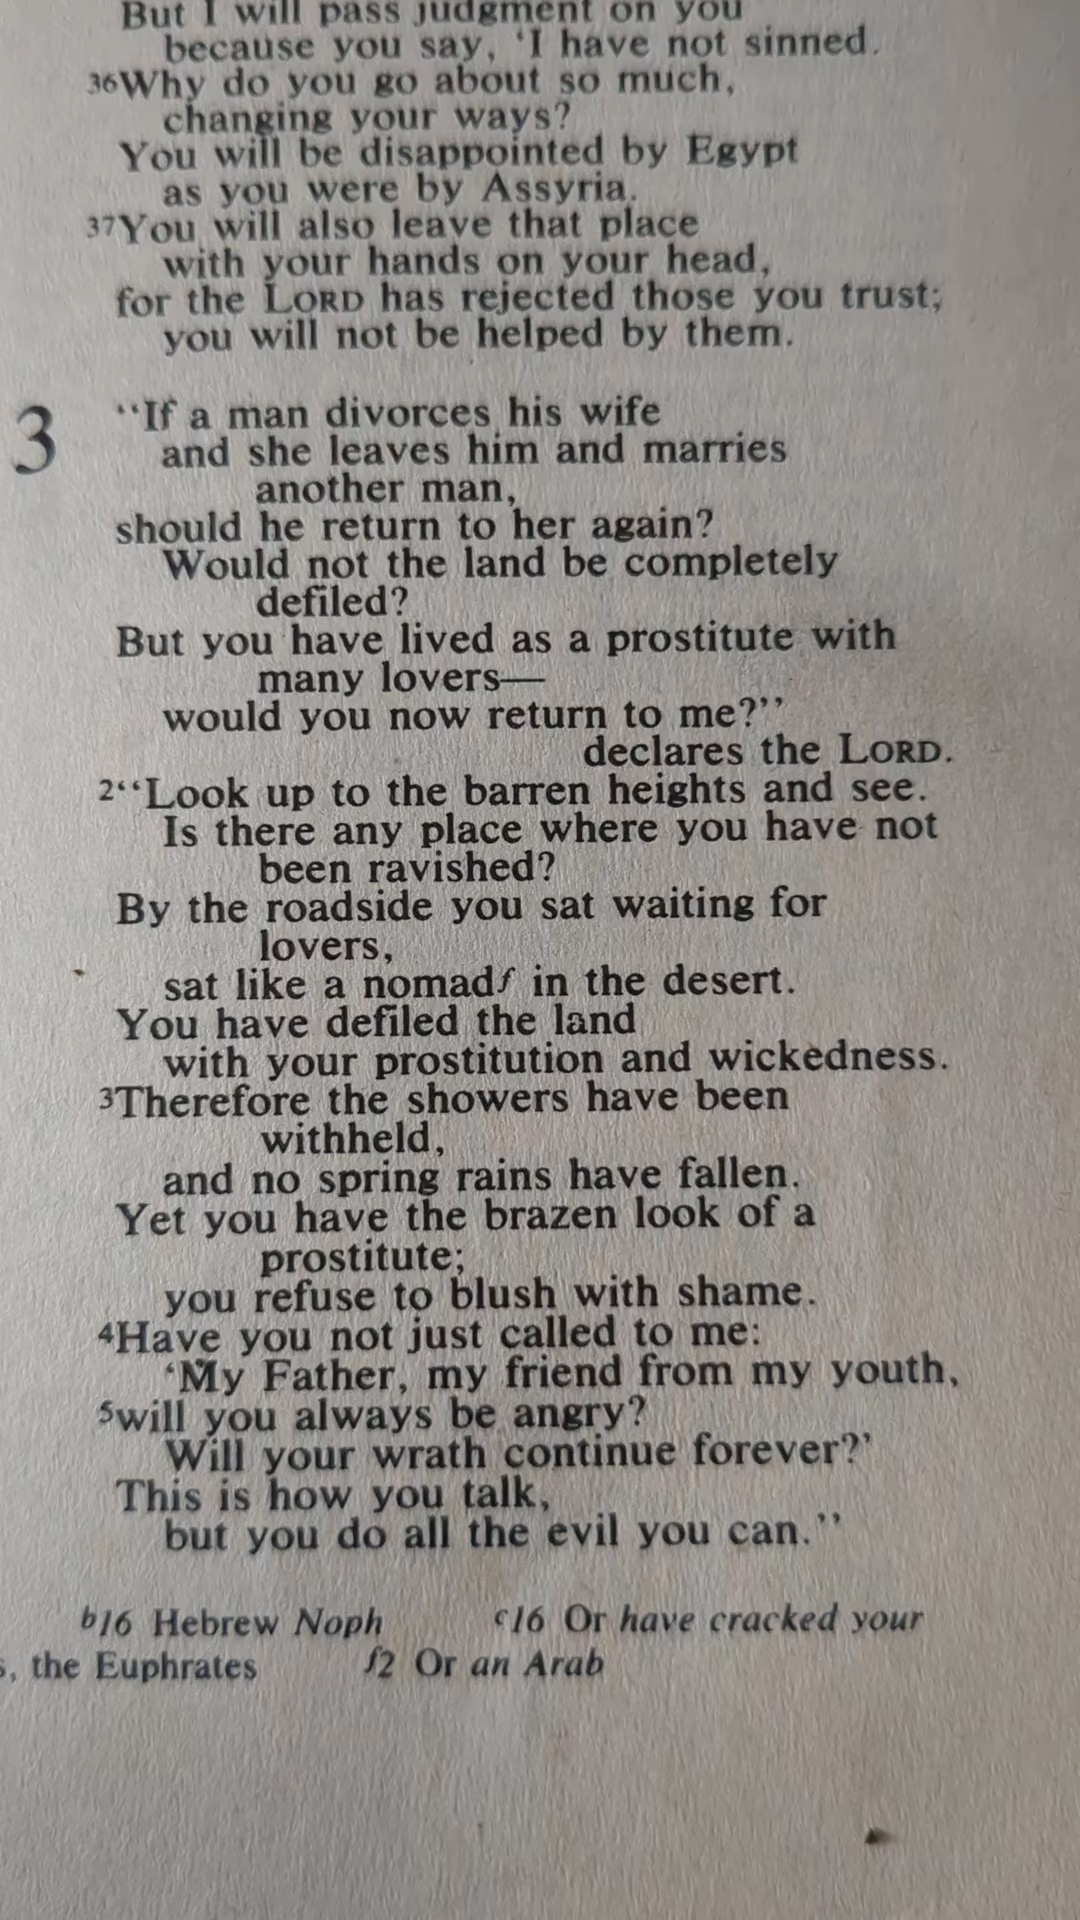 But I will pass judgment on you
because you say, 'I have not sinned.
36Why do you go about so much,
changing your ways?
You will be disappointed by Egypt
as you were by Assyria.
37You will also leave that place
with your hands on your head,
for the LORD has rejected those you trust;
you will not be helped by them.
3 "If a man divorces his wife
and she leaves him and marries
another man,
should he return to her again?
Would not the land be completely
defiled?
But you have lived as a prostitute with
many lovers—
would you now return to me?"
declares the LORD.
2"Look up to the barren heights and see.
Is there any place where you have not
been ravished?
By the roadside you sat waiting for
lovers,
sat like a nomadf in the desert.
You have defiled the land
with your prostitution and wickedness.
3Therefore the showers have been
withheld,
and no spring rains have fallen.
Yet you have the brazen look of a
prostitute;
you refuse to blush with shame.
4Have you not just called to me:
'My Father, my friend from my youth,
5will you always be angry?
Will your wrath continue forever?'
This is how you talk,
but you do all the evil you can."
b16 Hebrew Noph c16 Or have cracked your
, the Euphrates f2 Or an Arab